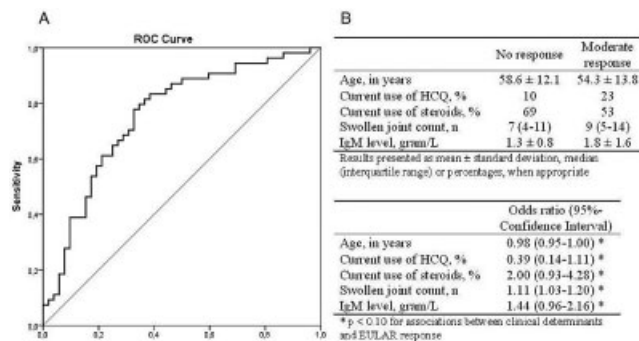 A
ROC Curve
Sensitivity
1,0
0,8
0,6
0,4
0,2
0,0
0,0 0,2 0,4 0,6 0,8 1,0
B
No response Moderate response
Age, in years 58.6 ± 12.1 54.3 ± 13.8
Current use of HCQ, % 10 23
Current use of steroids, % 69 53
Swollen joint count, n 7 (4-11) 9 (5-14)
IgM level, gram/L 1.3 ± 0.8 1.8 ± 1.6
Results presented as mean ± standard deviation, median
(interquartile range) or percentages, when appropriate
Odds ratio (95%-
Confidence Interval)
Age, in years 0.98 (0.95-1.00) *
Current use of HCQ, % 0.39 (0.14-1.11) *
Current use of steroids, % 2.00 (0.93-4.28) *
Swollen joint count, n 1.11 (1.03-1.20) *
IgM level, gram/L 1.44 (0.96-2.16) *
* p < 0.10 for associations between clinical determinants
and EULAR response